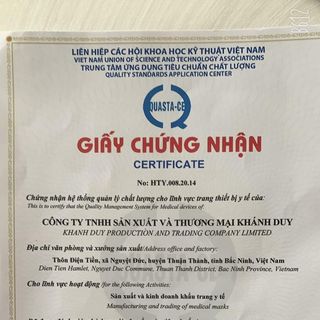 LIÊN HIỆP CÁC HỘI KHOA HỌC KỸ THUẬT VIỆT NAM
VIET NAM UNION OF SCIENCE AND TECHNOLOGY ASSOCIATIONS
TRUNG TÂM ỨNG DỤNG TIÊU CHUẨN CHẤT LƯỢNG
QUALITY STANDARDS APPLICATION CENTER
QUASTA-CE
GIẤY CHỨNG NHẬN
CERTIFICATE
No: HTY.008.20.14
Chứng nhận hệ thống quản lý chất lượng cho lĩnh vực trang thiết bị y tế của:
This is to certify that the Quality Management System for Medical devices of:
CÔNG TY TNHH SẢN XUẤT VÀ THƯƠNG MẠI KHÁNH DUY
KHANH DUY PRODUCTION AND TRADING COMPANY LIMITED
Địa chỉ văn phòng và xưởng sản xuất/Address office and factory:
Thôn Điện Tiền, xã Nguyệt Đức, huyện Thuận Thành, tỉnh Bắc Ninh, Việt Nam
Dien Tien Hamlet, Nguyet Duc Commune, Thuan Thanh District, Bac Ninh Province, Vietnam
Cho lĩnh vực hoạt động/for the following Activities:
Sản xuất và kinh doanh khẩu trang y tế
Manufacturing and trading of medical masks